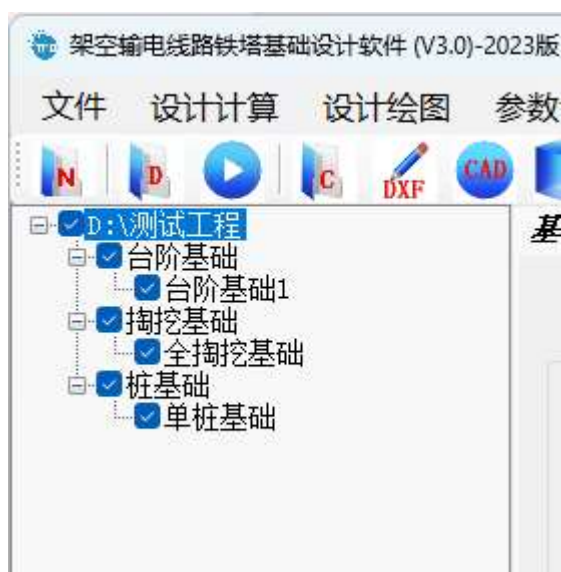 架空输电线路铁塔基础设计软件 (V3.0)-2023版
文件 设计计算 设计绘图 参数
N D C DXF CAD
D:\测试工程
台阶基础
台阶基础1
掏挖基础
全掏挖基础
桩基础
单桩基础